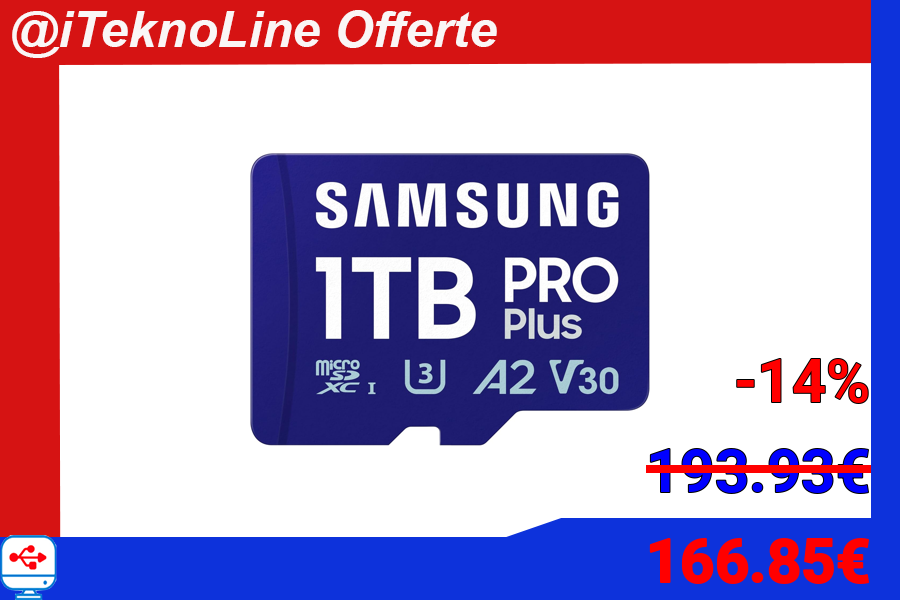 @iTeknoLine Offerte
SAMSUNG
1TB PRO Plus
micro SD XC I U3 A2 V30
-14%
193.93€
166.85€